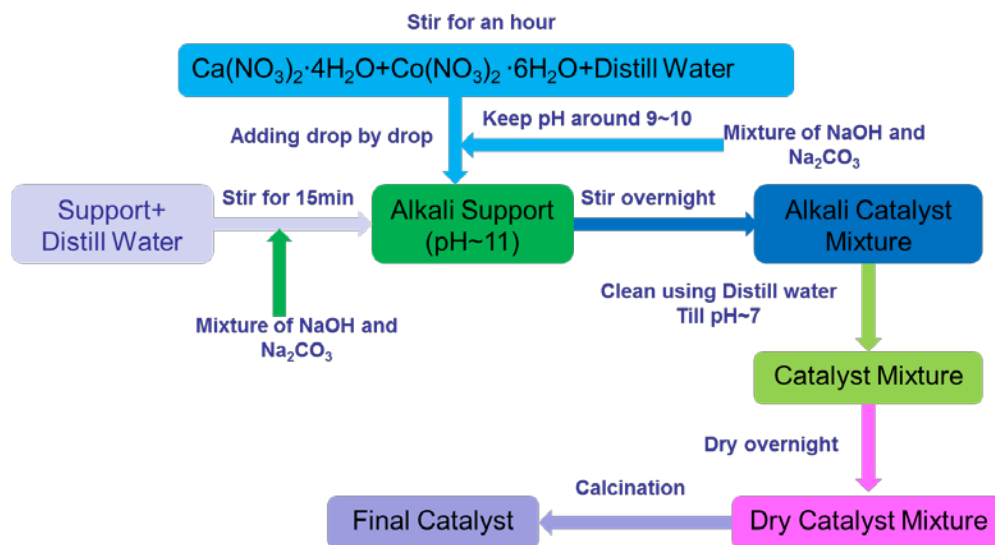 Stir for an hour
Ca(NO₃)₂·4H₂O+Co(NO₃)₂ ·6H₂O+Distill Water
Adding drop by drop
Keep pH around 9~10
Mixture of NaOH and
Na₂CO₃
Support+
Distill Water
Stir for 15min
Alkali Support
(pH~11)
Stir overnight
Alkali Catalyst
Mixture
Mixture of NaOH and
Na₂CO₃
Clean using Distill water
Till pH~7
Catalyst Mixture
Dry overnight
Dry Catalyst Mixture
Calcination
Final Catalyst